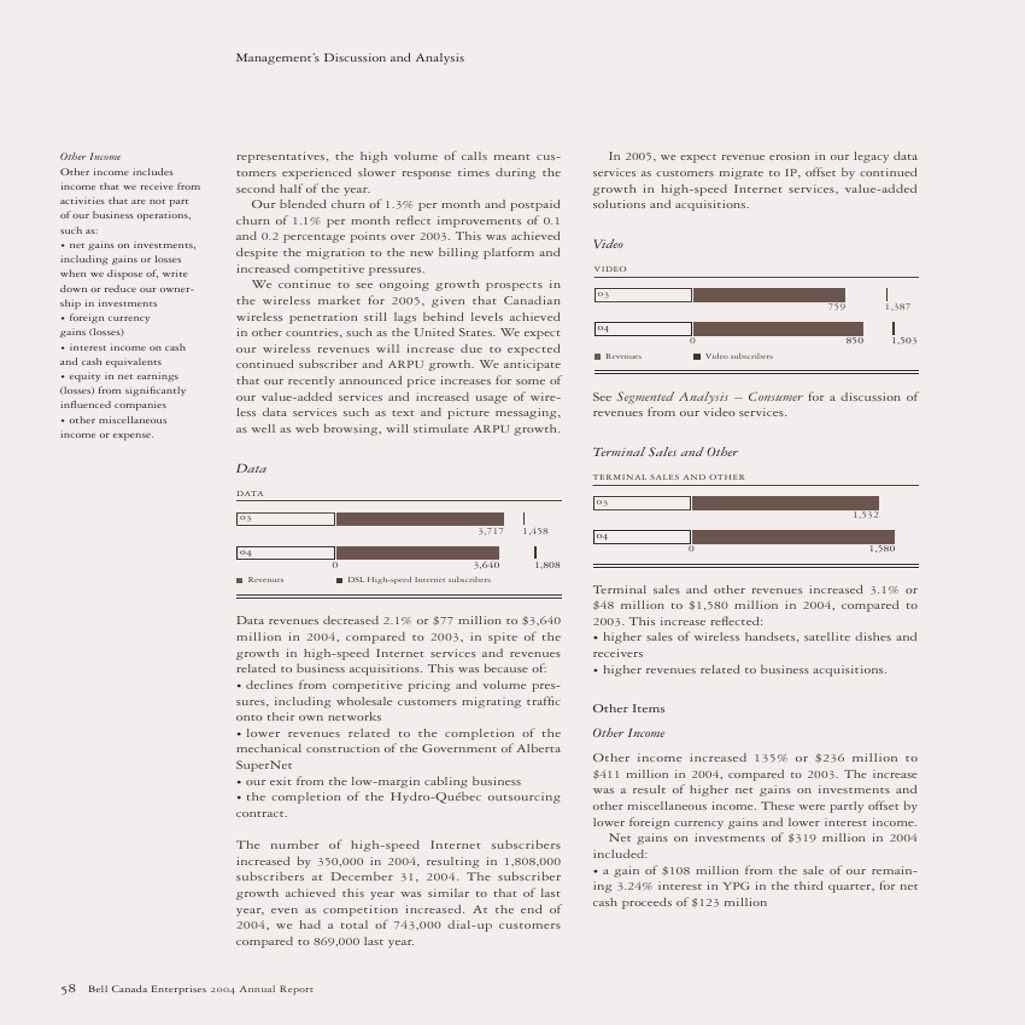 Management's Discussion and Analysis
Other Income
Other income includes
income that we receive from
activities that are not part
of our business operations,
such as:
• net gains on investments,
including gains or losses
when we dispose of, write
down or reduce our owner-
ship in investments
• foreign currency
gains (losses)
• interest income on cash
and cash equivalents
• equity in net earnings
(losses) from significantly
influenced companies
• other miscellaneous
income or expense.
representatives, the high volume of calls meant cus-
tomers experienced slower response times during the
second half of the year.
Our blended churn of 1.3% per month and postpaid
churn of 1.1% per month reflect improvements of 0.1
and 0.2 percentage points over 2003. This was achieved
despite the migration to the new billing platform and
increased competitive pressures.
We continue to see ongoing growth prospects in
the wireless market for 2005, given that Canadian
wireless penetration still lags behind levels achieved
in other countries, such as the United States. We expect
our wireless revenues will increase due to expected
continued subscriber and ARPU growth. We anticipate
that our recently announced price increases for some of
our value-added services and increased usage of wire-
less data services such as text and picture messaging,
as well as web browsing, will stimulate ARPU growth.
Data
DATA
03
3,717 1,458
04
0 3,640 1,808
Revenues DSL High-speed Internet subscribers
Data revenues decreased 2.1% or $77 million to $3,640
million in 2004, compared to 2003, in spite of the
growth in high-speed Internet services and revenues
related to business acquisitions. This was because of:
• declines from competitive pricing and volume pres-
sures, including wholesale customers migrating traffic
onto their own networks
• lower revenues related to the completion of the
mechanical construction of the Government of Alberta
SuperNet
• our exit from the low-margin cabling business
• the completion of the Hydro-Québec outsourcing
contract.
The number of high-speed Internet subscribers
increased by 350,000 in 2004, resulting in 1,808,000
subscribers at December 31, 2004. The subscriber
growth achieved this year was similar to that of last
year, even as competition increased. At the end of
2004, we had a total of 743,000 dial-up customers
compared to 869,000 last year.
In 2005, we expect revenue erosion in our legacy data
services as customers migrate to IP, offset by continued
growth in high-speed Internet services, value-added
solutions and acquisitions.
Video
VIDEO
03
759 1,387
04
0 850 1,503
Revenues Video subscribers
See Segmented Analysis – Consumer for a discussion of
revenues from our video services.
Terminal Sales and Other
TERMINAL SALES AND OTHER
03
1,532
04
0 1,580
Terminal sales and other revenues increased 3.1% or
$48 million to $1,580 million in 2004, compared to
2003. This increase reflected:
• higher sales of wireless handsets, satellite dishes and
receivers
• higher revenues related to business acquisitions.
Other Items
Other Income
Other income increased 135% or $236 million to
$411 million in 2004, compared to 2003. The increase
was a result of higher net gains on investments and
other miscellaneous income. These were partly offset by
lower foreign currency gains and lower interest income.
Net gains on investments of $319 million in 2004
included:
• a gain of $108 million from the sale of our remain-
ing 3.24% interest in YPG in the third quarter, for net
cash proceeds of $123 million
58 Bell Canada Enterprises 2004 Annual Report